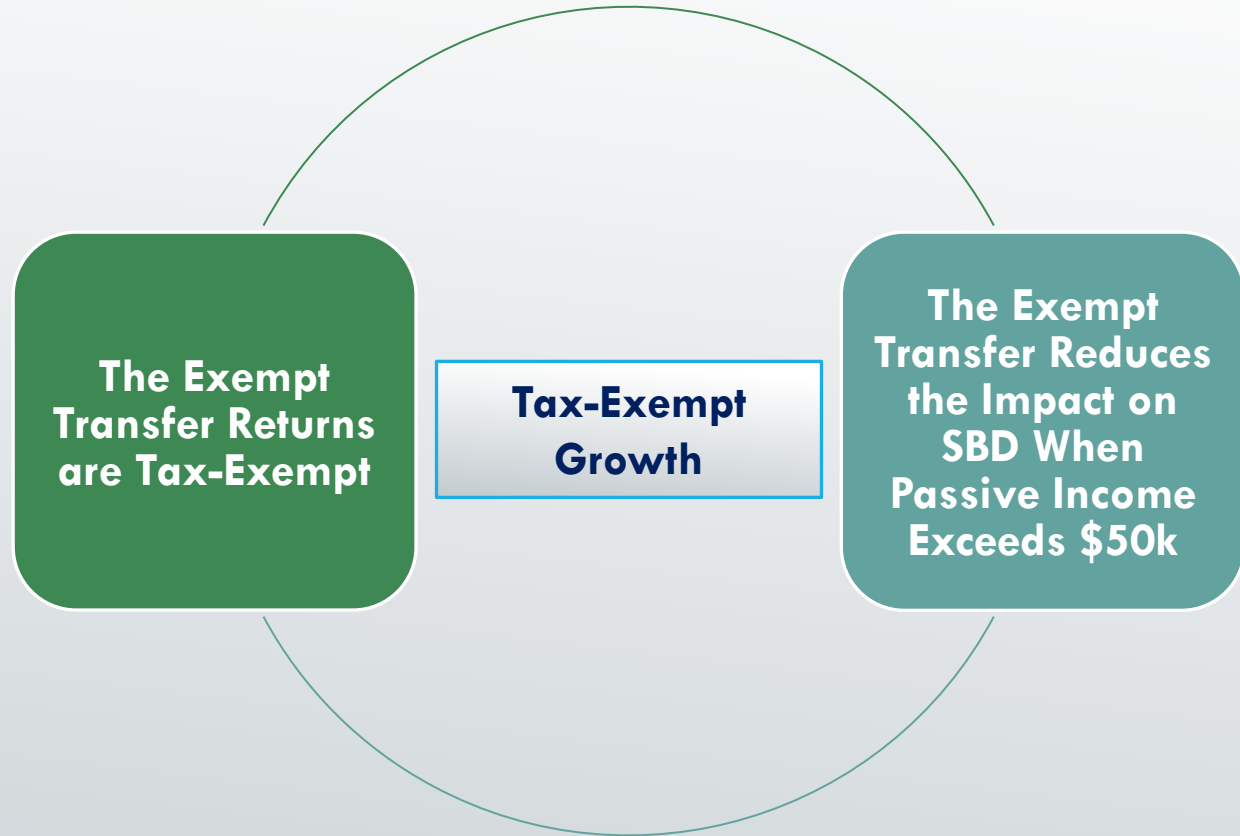 The Exempt
Transfer Returns
are Tax-Exempt
Tax-Exempt
Growth
The Exempt
Transfer Reduces
the Impact on
SBD When
Passive Income
Exceeds $50k